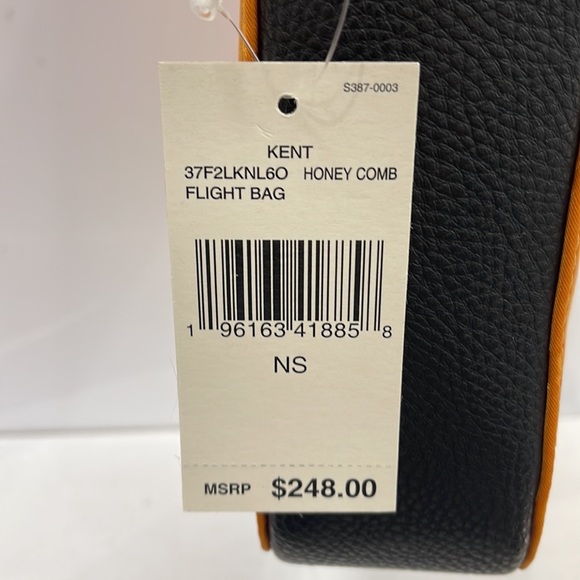 S387-0003
KENT
37F2LKNL6O HONEY COMB
FLIGHT BAG
1 96163 41885 8
NS
MSRP $248.00